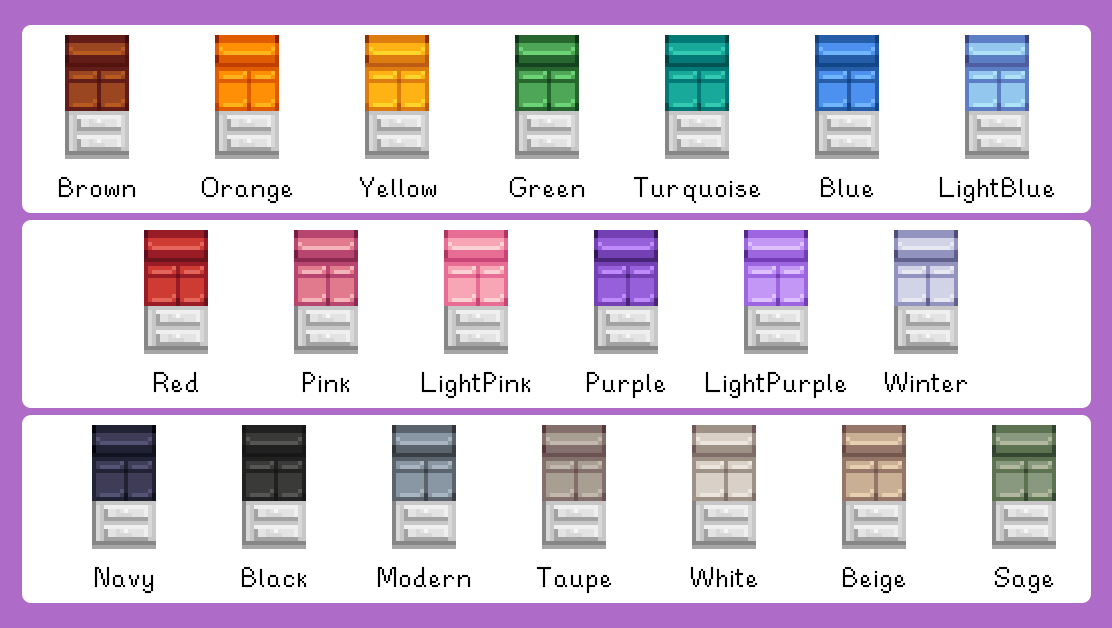 Brown Orange Yellow Green Turquoise Blue LightBlue
Red Pink LightPink Purple LightPurple Winter
Navy Black Modern Taupe White Beige Sage